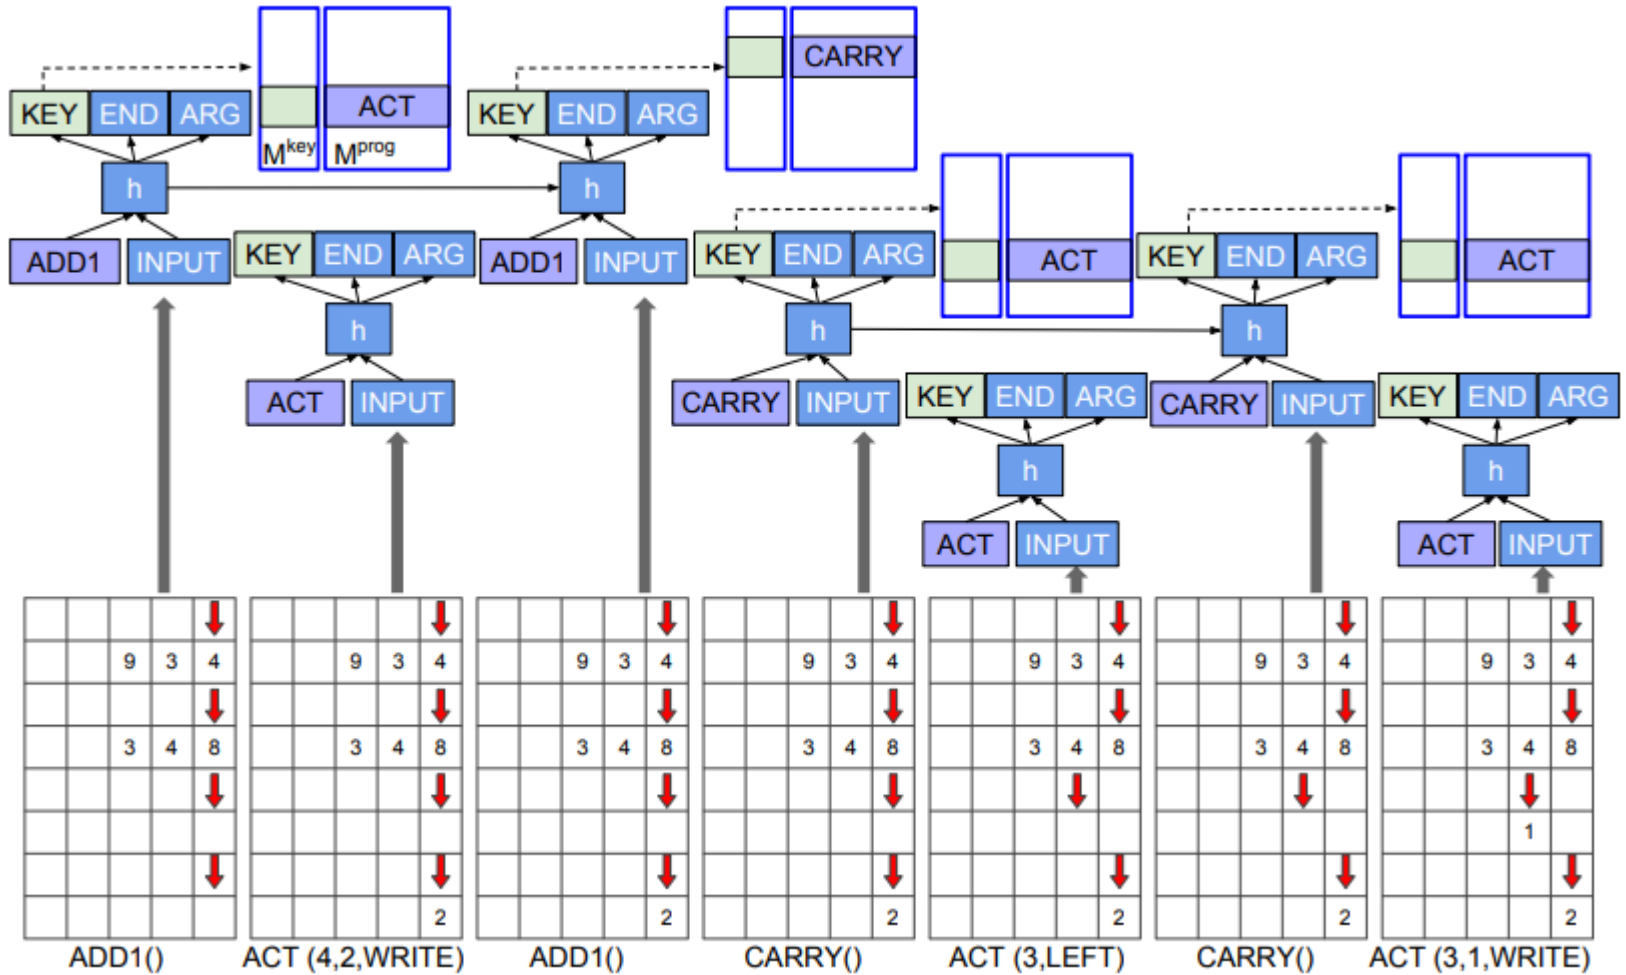 CARRY
ACT
KEY END ARG
KEY END ARG
M^key M^prog
h
h
ADD1 INPUT
KEY END ARG
ADD1 INPUT
KEY END ARG
ACT
KEY END ARG
ACT
h
h
h
ACT INPUT
CARRY INPUT
KEY END ARG
CARRY INPUT
KEY END ARG
h
h
ACT INPUT
ACT INPUT
9 3 4
9 3 4
9 3 4
9 3 4
9 3 4
9 3 4
9 3 4
3 4 8
3 4 8
3 4 8
3 4 8
3 4 8
3 4 8
3 4 8
1
2
2
2
2
2
2
ADD1()
ACT (4,2,WRITE)
ADD1()
CARRY()
ACT (3,LEFT)
CARRY()
ACT (3,1,WRITE)